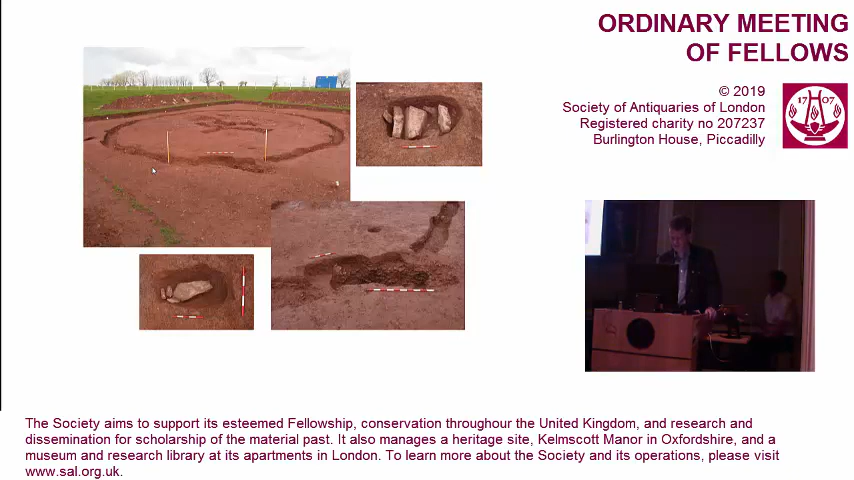 ORDINARY MEETING
OF FELLOWS
© 2019
Society of Antiquaries of London
Registered charity no 207237
Burlington House, Piccadilly
17 07
The Society aims to support its esteemed Fellowship, conservation throughour the United Kingdom, and research and
dissemination for scholarship of the material past. It also manages a heritage site, Kelmscott Manor in Oxfordshire, and a
museum and research library at its apartments in London. To learn more about the Society and its operations, please visit
www.sal.org.uk.